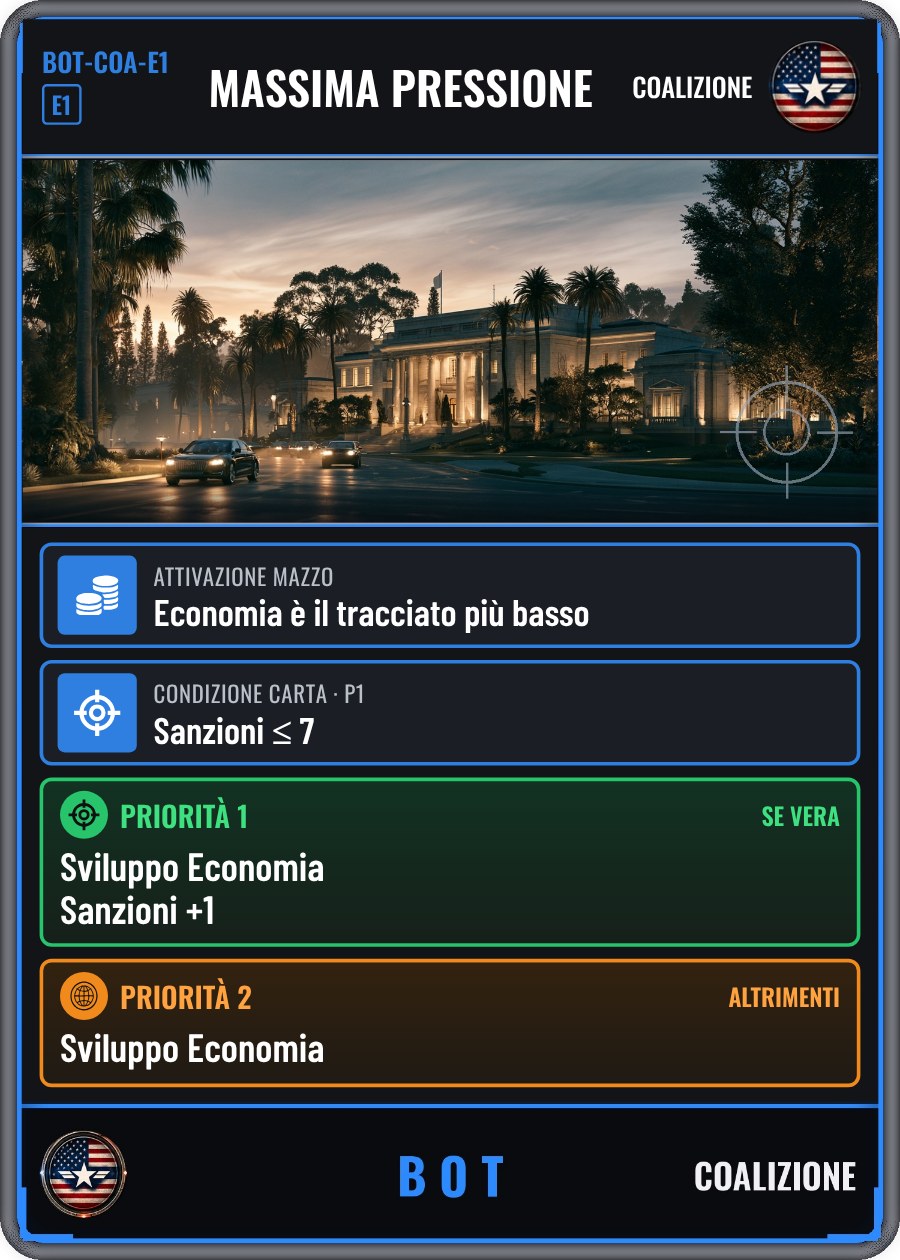 BOT-COA-E1
E1
MASSIMA PRESSIONE
COALIZIONE
ATTIVAZIONE MAZZO
Economia è il tracciato più basso
CONDIZIONE CARTA · P1
Sanzioni ≤ 7
PRIORITÀ 1
SE VERA
Sviluppo Economia
Sanzioni +1
PRIORITÀ 2
ALTRIMENTI
Sviluppo Economia
BOT
COALIZIONE